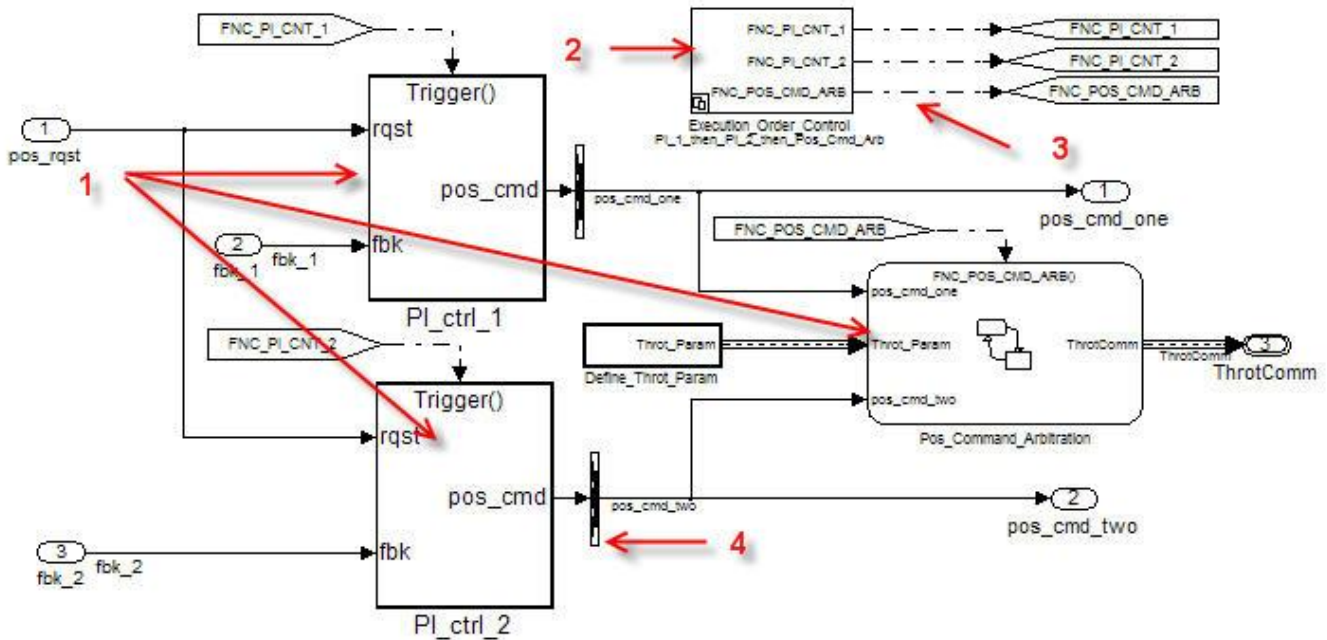 FNC_PI_CNT_1
2
FNC_PI_CNT_1
FNC_PI_CNT_2
FNC_POS_CMD_ARB
FNC_PI_CNT_1
FNC_PI_CNT_2
FNC_POS_CMD_ARB
Execution_Order_Control
PI_1_then_PI_2_then_Pos_Cmd_Arb
3
1
pos_rqst
1
Trigger()
rqst
pos_cmd
fbk
PI_ctrl_1
2
fbk_1
fbk_1
pos_cmd_one
1
pos_cmd_one
FNC_POS_CMD_ARB
FNC_POS_CMD_ARB()
pos_cmd_one
Throt_Param
pos_cmd_two
ThrotComm
Pos_Command_Arbitration
Throt_Param
Define_Throt_Param
ThrotComm
3
ThrotComm
FNC_PI_CNT_2
Trigger()
rqst
pos_cmd
fbk
PI_ctrl_2
3
fbk_2
fbk_2
pos_cmd_two
2
pos_cmd_two
4